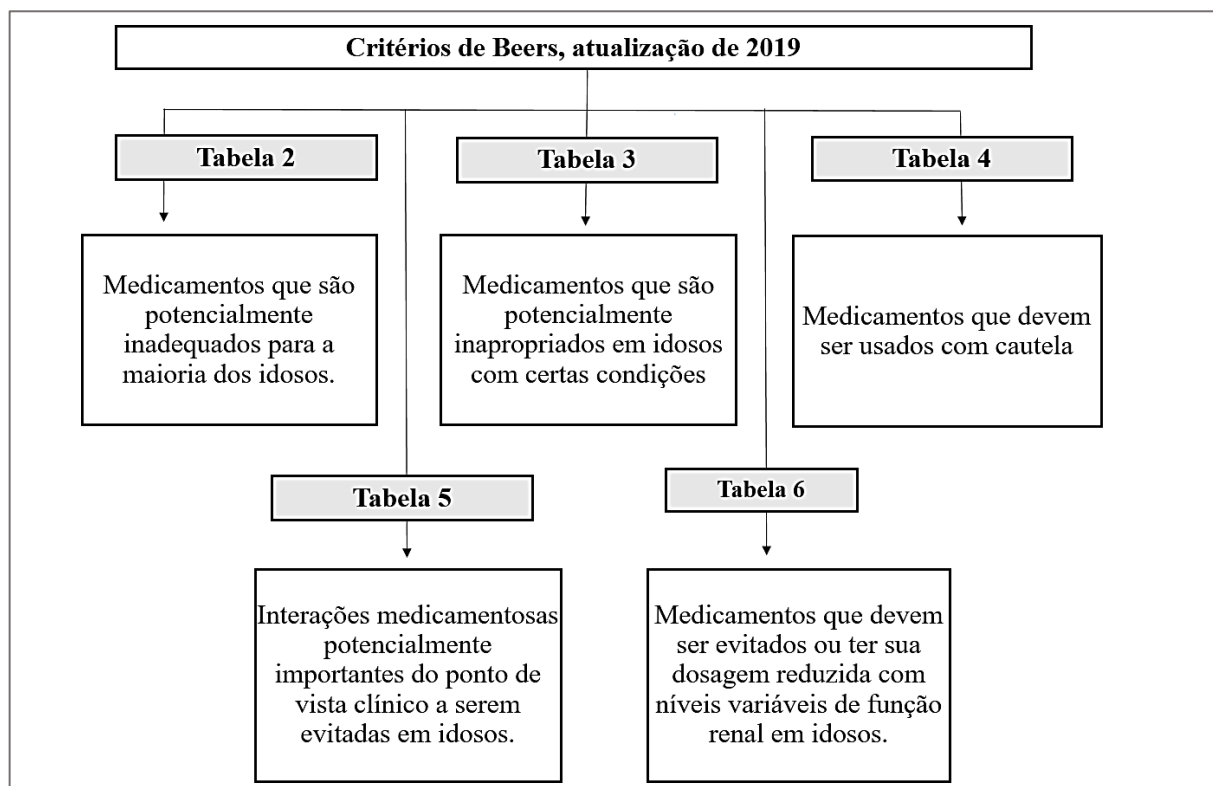 Critérios de Beers, atualização de 2019
Tabela 2
Medicamentos que são
potencialmente
inadequados para a
maioria dos idosos.
Tabela 3
Medicamentos que são
potencialmente
inapropriados em idosos
com certas condições
Tabela 4
Medicamentos que devem
ser usados com cautela
Tabela 5
Interações medicamentosas
potencialmente
importantes do ponto de
vista clínico a serem
evitadas em idosos.
Tabela 6
Medicamentos que devem
ser evitados ou ter sua
dosagem reduzida com
níveis variáveis de função
renal em idosos.